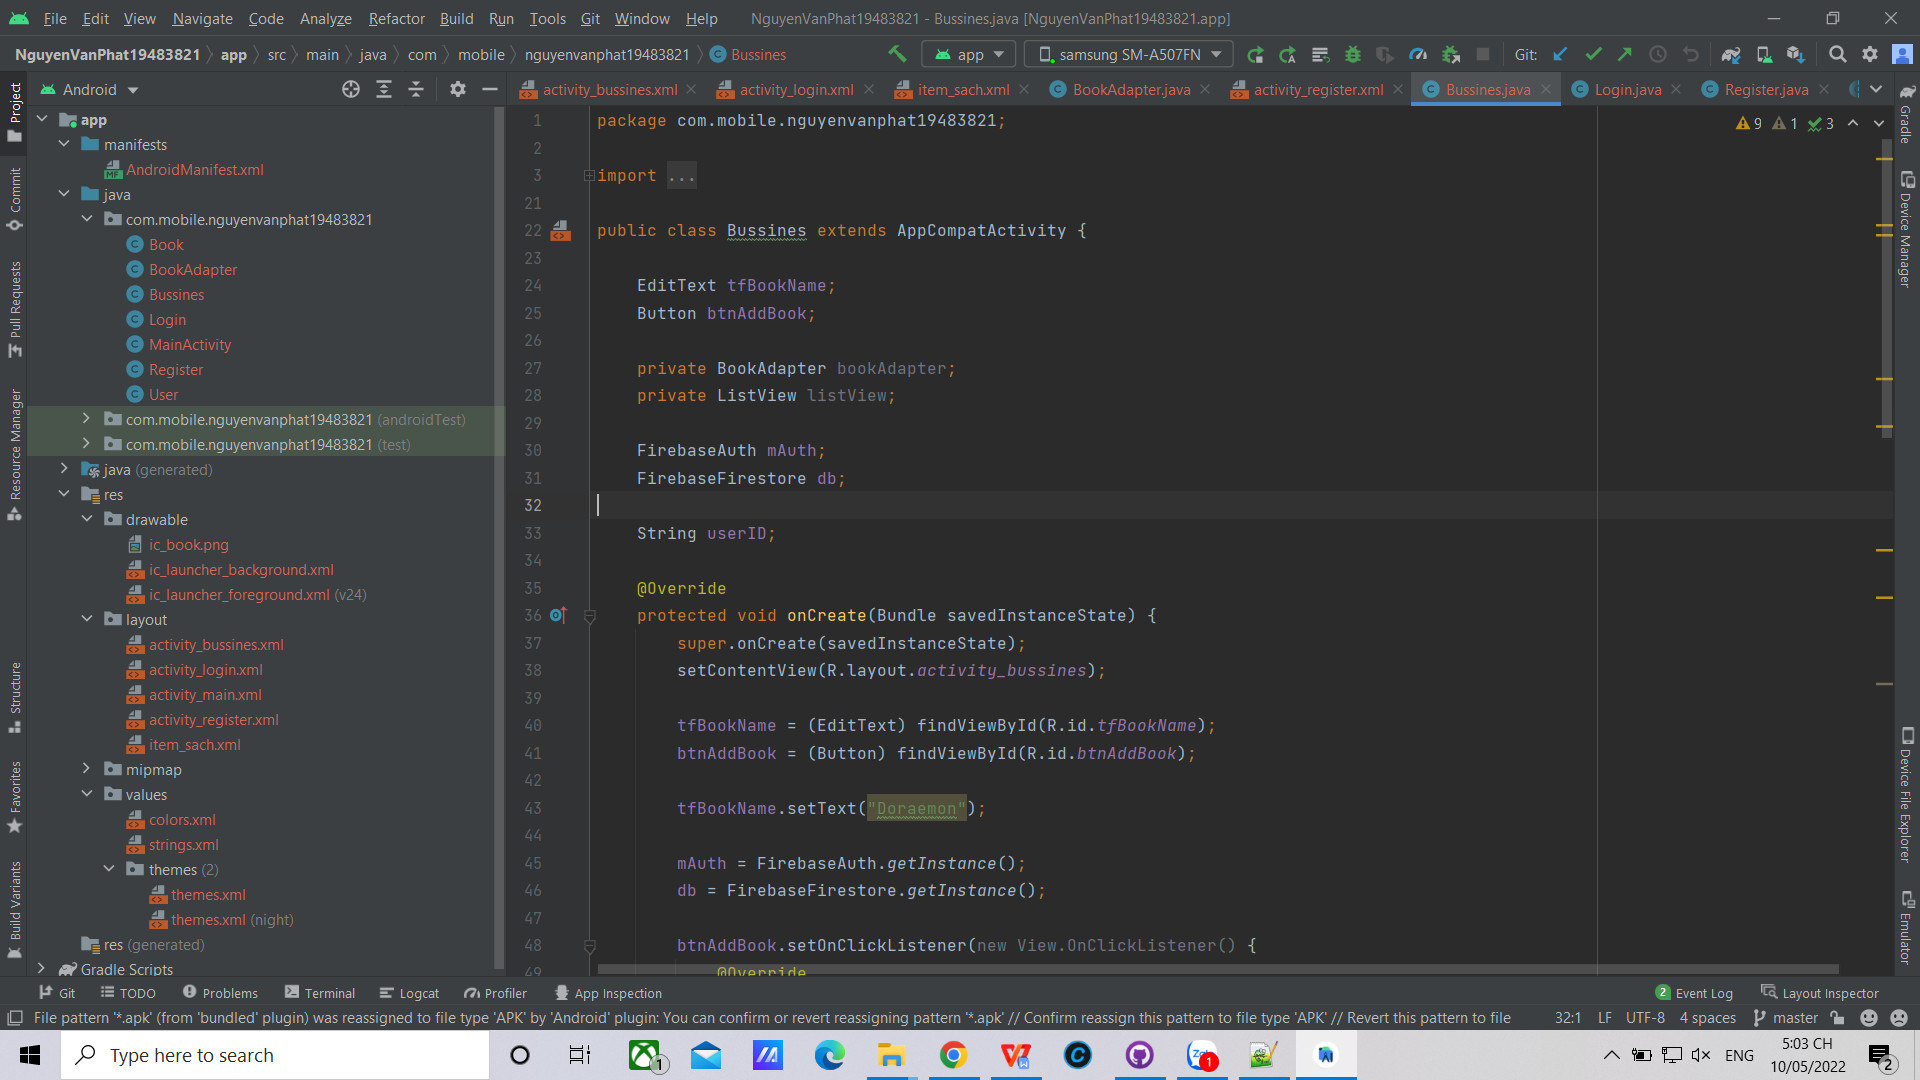 File Edit View Navigate Code Analyze Refactor Build Run Tools Git Window Help NguyenVanPhat19483821 - Bussines.java [NguyenVanPhat19483821.app]
NguyenVanPhat19483821 app src main java com mobile nguyenvanphat19483821 Bussines app samsung SM-A507FN Git:
Android activity_bussines.xml activity_login.xml item_sach.xml BookAdapter.java activity_register.xml Bussines.java Login.java Register.java
Project
Commit
Pull Requests
Resource Manager
Structure
Favorites
Build Variants
app
manifests
AndroidManifest.xml
java
com.mobile.nguyenvanphat19483821
Book
BookAdapter
Bussines
Login
MainActivity
Register
User
com.mobile.nguyenvanphat19483821 (androidTest)
com.mobile.nguyenvanphat19483821 (test)
java (generated)
res
drawable
ic_book.png
ic_launcher_background.xml
ic_launcher_foreground.xml (v24)
layout
activity_bussines.xml
activity_login.xml
activity_main.xml
activity_register.xml
item_sach.xml
mipmap
values
colors.xml
strings.xml
themes (2)
themes.xml
themes.xml (night)
res (generated)
Gradle Scripts
9 1 3
1 package com.mobile.nguyenvanphat19483821;
2
3 import ...
21
22 public class Bussines extends AppCompatActivity {
23
24 EditText tfBookName;
25 Button btnAddBook;
26
27 private BookAdapter bookAdapter;
28 private ListView listView;
29
30 FirebaseAuth mAuth;
31 FirebaseFirestore db;
32
33 String userID;
34
35 @Override
36 protected void onCreate(Bundle savedInstanceState) {
37 super.onCreate(savedInstanceState);
38 setContentView(R.layout.activity_bussines);
39
40 tfBookName = (EditText) findViewById(R.id.tfBookName);
41 btnAddBook = (Button) findViewById(R.id.btnAddBook);
42
43 tfBookName.setText("Doraemon");
44
45 mAuth = FirebaseAuth.getInstance();
46 db = FirebaseFirestore.getInstance();
47
48 btnAddBook.setOnClickListener(new View.OnClickListener() {
49 @Override
Gradle
Device Manager
Device File Explorer
Emulator
Git TODO Problems Terminal Logcat Profiler App Inspection 2 Event Log Layout Inspector
File pattern '*.apk' (from 'bundled' plugin) was reassigned to file type 'APK' by 'Android' plugin: You can confirm or revert reassigning pattern '*.apk' // Confirm reassign this pattern to file type 'APK' // Revert this pattern to file 32:1 LF UTF-8 4 spaces master
Type here to search 1 1 ENG 5:03 CH
10/05/2022 2